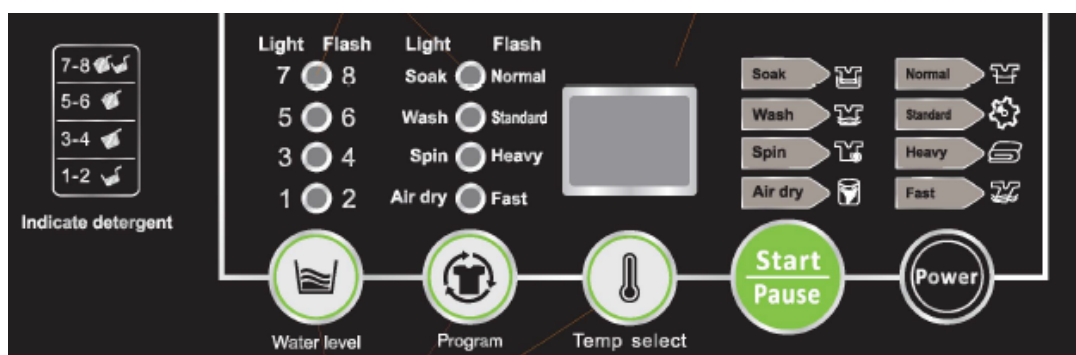 7-8
5-6
3-4
1-2
Indicate detergent
Light Flash
7 8
5 6
3 4
1 2
Water level
Light Flash
Soak Normal
Wash Standard
Spin Heavy
Air dry Fast
Program
Temp select
Soak
Wash
Spin
Air dry
Normal
Standard
Heavy
Fast
Start
Pause
Power